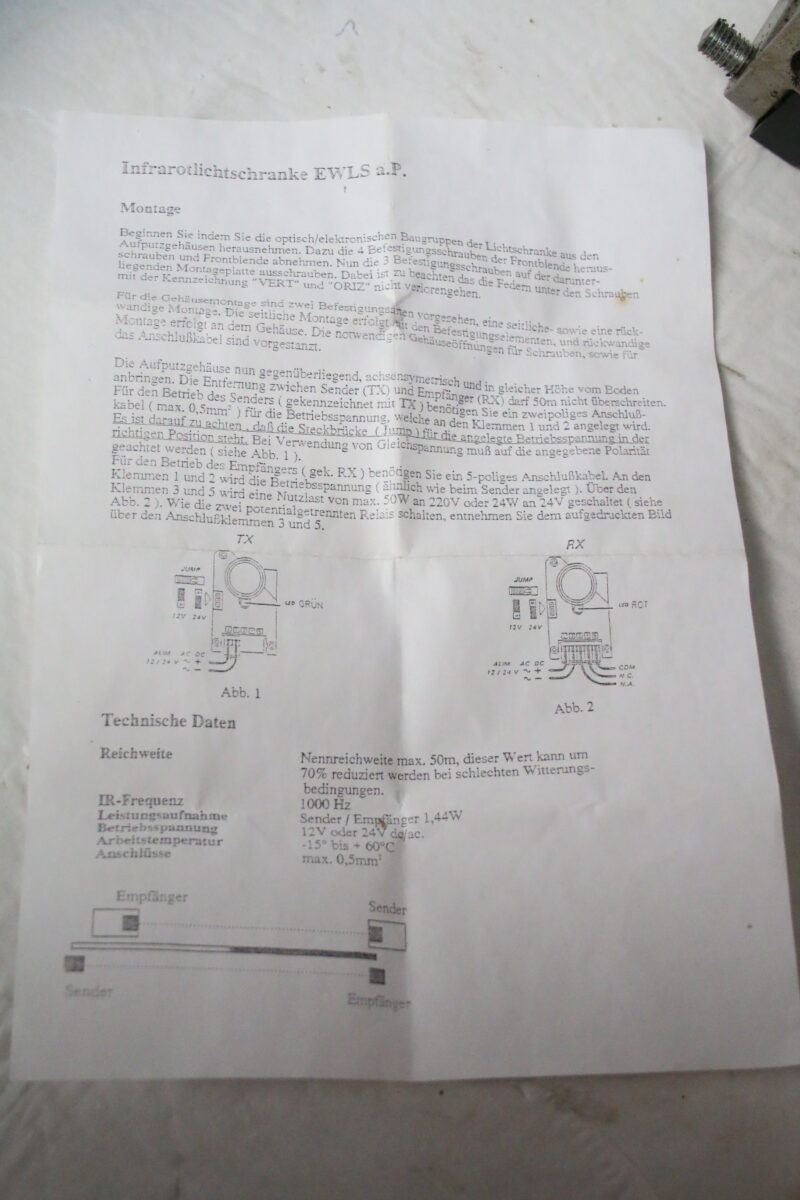 Infrarotlichtschranke EWLS a.P.
Montage
Beginnen Sie indem Sie die optisch/elektronischen Baugruppen der Lichtschranke aus den
Aufputzgehäusen herausnehmen. Dazu die 4 Befestigungsschrauben der Frontblende heraus-
schrauben und Frontblende abnehmen. Nun die 3 Befestigungsschrauben auf der darunter-
liegenden Montageplatte ausschrauben. Dabei ist zu beachten das die Federn unter den Schrauben
mit der Kennzeichnung "VERT" und "ORIZ" nicht verlorengehen.
Für die Gehäusemontage sind zwei Befestigungsarten vorgesehen, eine seitliche- sowie eine rück-
wändige Montage. Die seitliche Montage erfolgt mit den Befestigungselementen, und rückwändige
Montage erfolgt an dem Gehäuse. Die notwendigen Gehäuseöffnungen für Schrauben, sowie für
das Anschlußkabel sind vorgestanzt.
Die Aufputzgehäuse nun gegenüberliegend, achsensymetrisch und in gleicher Höhe vom Boden
anbringen. Die Entfernung zwichen Sender (TX) und Empfänger (RX) darf 50m nicht überschreiten.
Für den Betrieb des Senders ( gekennzeichnet mit TX ) benötigen Sie ein zweipoliges Anschluß-
kabel ( max. 0,5mm² ) für die Betriebsspannung, welche an den Klemmen 1 und 2 angelegt wird.
Es ist darauf zu achten , daß die Steckbrücke ( Jump ) für die angelegte Betriebsspannung in der
richtigen Position steht. Bei Verwendung von Gleichspannung muß auf die angegebene Polarität
geachtet werden ( siehe Abb. 1 ).
Für den Betrieb des Empfängers ( gek. RX ) benödigen Sie ein 5-poliges Anschlußkabel. An den
Klemmen 1 und 2 wird die Betriebsspannung ( ähnlich wie beim Sender angelegt ). Über den
Klemmen 3 und 5 wird eine Nutzlast von max. 50W an 220V oder 24W an 24V geschaltet ( siehe
Abb. 2 ). Wie die zwei potentialgetrennten Relais schalten, entnehmen Sie dem aufgedruckten Bild
über den Anschlußklemmen 3 und 5.
TX
JUMP
12V 24V
LED GRÜN
ALIM AC DC
12 / 24 V ~ +
~ -
Abb. 1
RX
JUMP
12V 24V
LED ROT
ALIM AC DC
12 / 24 V ~ +
~ -
COM
N.C.
N.A.
Abb. 2
Technische Daten
Reichweite Nennreichweite max. 50m, dieser Wert kann um
70% reduziert werden bei schlechten Witterungs-
bedingungen.
IR-Frequenz 1000 Hz
Leistungsaufnahme Sender / Empfänger 1,44W
Betriebsspannung 12V oder 24V dc/ac.
Arbeitstemperatur -15° bis + 60°C
Anschlüsse max. 0,5mm²
Empfänger Sender
Sender Empfänger